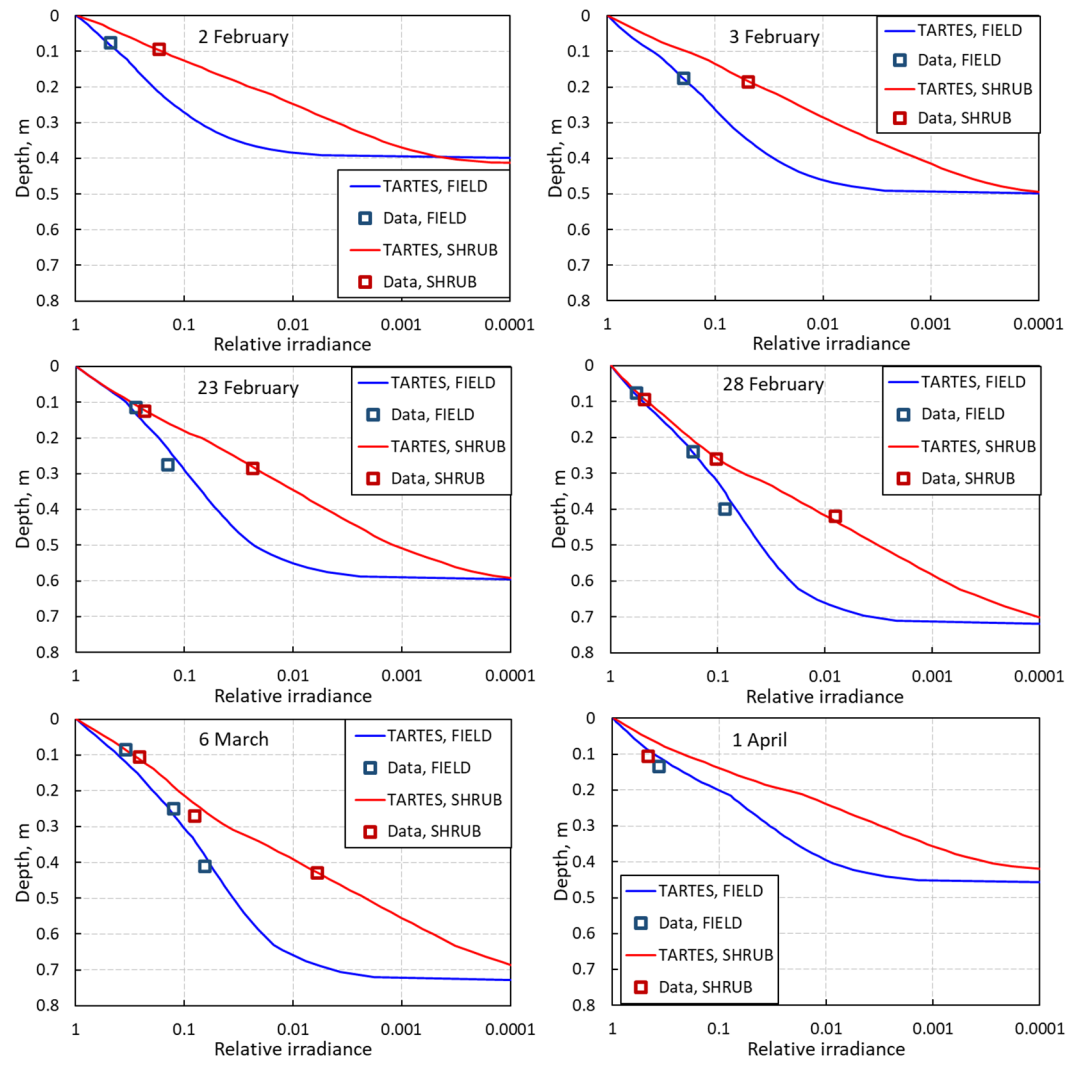 2 February
0
0.1
0.2
0.3
0.4
0.5
0.6
0.7
0.8
Depth, m
TARTES, FIELD
Data, FIELD
TARTES, SHRUB
Data, SHRUB
1 0.1 0.01 0.001 0.0001
Relative irradiance
3 February
0
0.1
0.2
0.3
0.4
0.5
0.6
0.7
0.8
Depth, m
TARTES, FIELD
Data, FIELD
TARTES, SHRUB
Data, SHRUB
1 0.1 0.01 0.001 0.0001
Relative irradiance
23 February
0
0.1
0.2
0.3
0.4
0.5
0.6
0.7
0.8
Depth, m
TARTES, FIELD
Data, FIELD
TARTES, SHRUB
Data, SHRUB
1 0.1 0.01 0.001 0.0001
Relative irradiance
28 February
0
0.1
0.2
0.3
0.4
0.5
0.6
0.7
0.8
Depth, m
TARTES, FIELD
Data, FIELD
TARTES, SHRUB
Data, SHRUB
1 0.1 0.01 0.001 0.0001
Relative irradiance
6 March
0
0.1
0.2
0.3
0.4
0.5
0.6
0.7
0.8
Depth, m
TARTES, FIELD
Data, FIELD
TARTES, SHRUB
Data, SHRUB
1 0.1 0.01 0.001 0.0001
Relative irradiance
1 April
0
0.1
0.2
0.3
0.4
0.5
0.6
0.7
0.8
Depth, m
TARTES, FIELD
Data, FIELD
TARTES, SHRUB
Data, SHRUB
1 0.1 0.01 0.001 0.0001
Relative irradiance